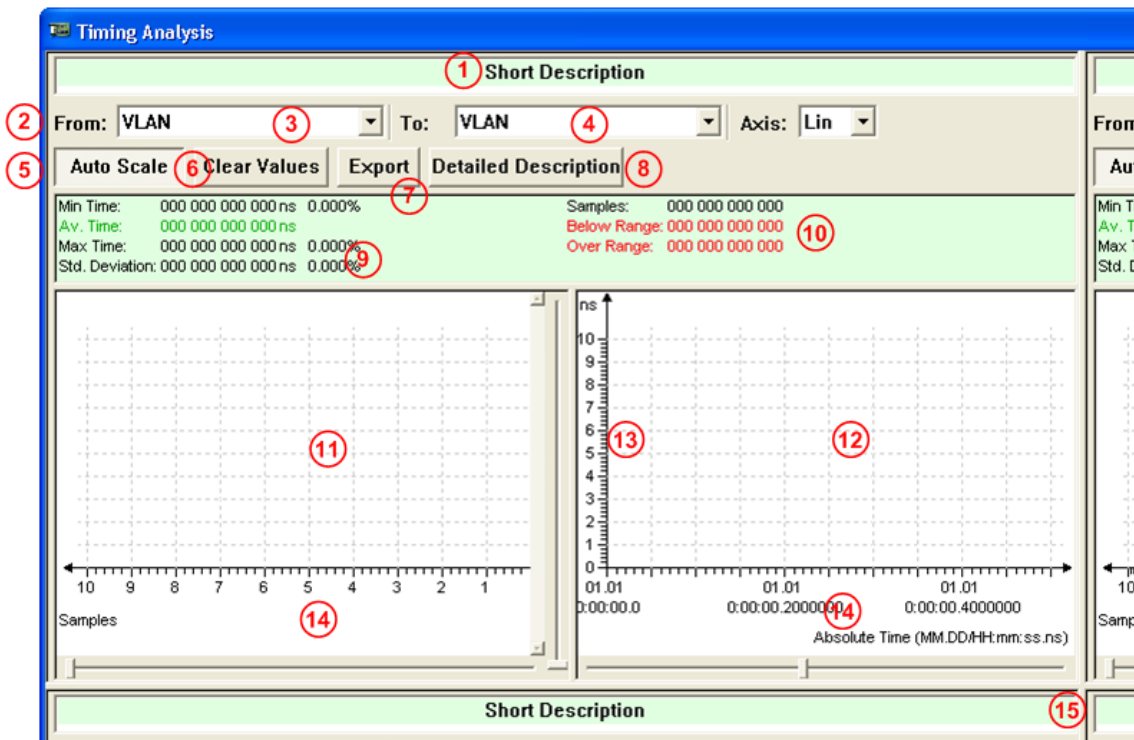 Timing Analysis
1 Short Description
2 From: VLAN 3 To: VLAN 4 Axis: Lin From
5 Auto Scale 6 Clear Values Export 7 Detailed Description 8 Au
Min Time: 000 000 000 000 ns 0.000% Samples: 000 000 000 000 Min T
Av. Time: 000 000 000 000 ns Below Range: 000 000 000 000 10 Av. T
Max Time: 000 000 000 000 ns 0.000% 9 Over Range: 000 000 000 000 Max
Std. Deviation: 000 000 000 000 ns 0.000% Std. D
ns
10
9
8
7
11 13 6 12
5
4
3
2
1
0
10 9 8 7 6 5 4 3 2 1 01.01 01.01 01.01 10
0:00:00.0 0:00:00.2000000 14 0:00:00.4000000
Samples 14 Samp
Absolute Time (MM.DD/HH:mm:ss.ns)
Short Description 15